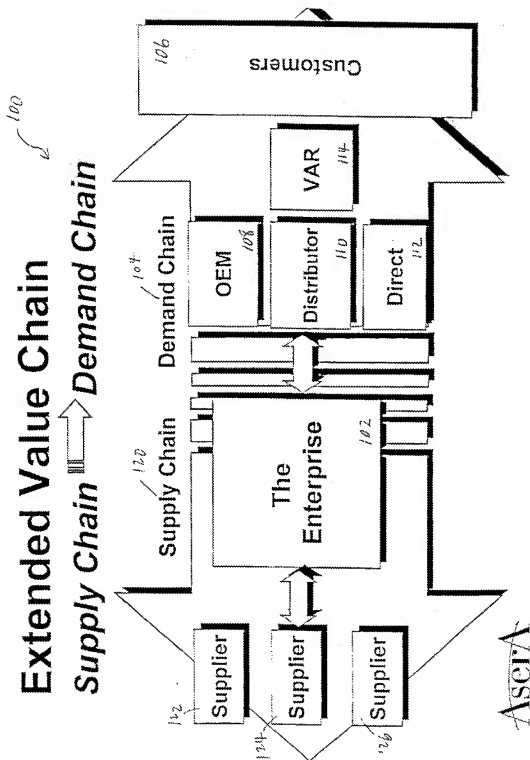 Extended Value Chain
Supply Chain Demand Chain
100
Supply Chain 120
Demand Chain 104
Supplier 122
Supplier 124
Supplier 126
The
Enterprise
102
OEM
108
Distributor
110
Direct
112
VAR
114
Customers
106
AserA